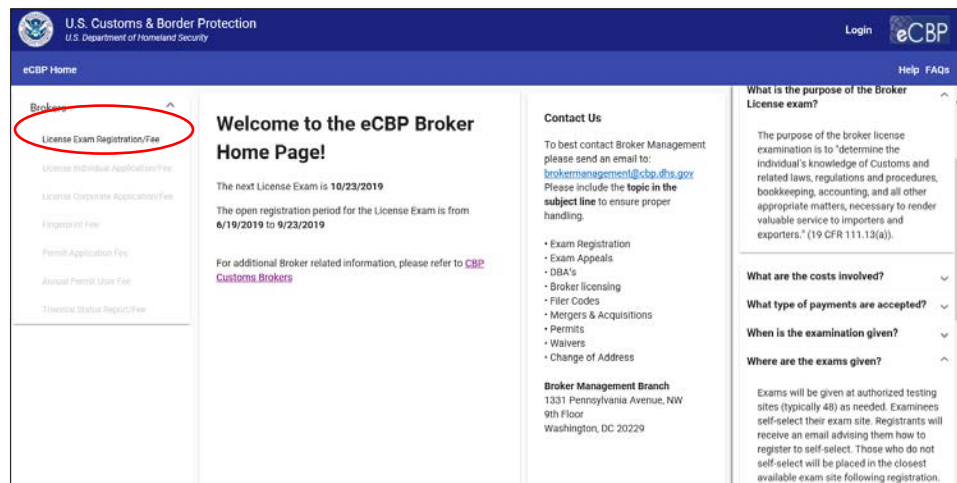 U.S. Customs & Border Protection
U.S. Department of Homeland Security
Login
eCBP
eCBP Home
Help FAQs
Brokers
License Exam Registration/Fee
License Individual Application/Fee
License Corporate Application/Fee
Fingerprint Fee
Permit Application Fee
Annual Permit User Fee
Triennial Status Report/Fee
Welcome to the eCBP Broker
Home Page!
The next License Exam is 10/23/2019
The open registration period for the License Exam is from
6/19/2019 to 9/23/2019
For additional Broker related information, please refer to CBP
Customs Brokers
Contact Us
To best contact Broker Management
please send an email to:
brokermanagement@cbp.dhs.gov
Please include the topic in the
subject line to ensure proper
handling.
• Exam Registration
• Exam Appeals
• DBA's
• Broker licensing
• Filer Codes
• Mergers & Acquisitions
• Permits
• Waivers
• Change of Address
Broker Management Branch
1331 Pennsylvania Avenue, NW
9th Floor
Washington, DC 20229
What is the purpose of the Broker
License exam?
The purpose of the broker license
examination is to "determine the
individual's knowledge of Customs and
related laws, regulations and procedures,
bookkeeping, accounting, and all other
appropriate matters, necessary to render
valuable service to importers and
exporters." (19 CFR 111.13(a)).
What are the costs involved?
What type of payments are accepted?
When is the examination given?
Where are the exams given?
Exams will be given at authorized testing
sites (typically 48) as needed. Examinees
self-select their exam site. Registrants will
receive an email advising them how to
register to self-select. Those who do not
self-select will be placed in the closest
available exam site following registration.